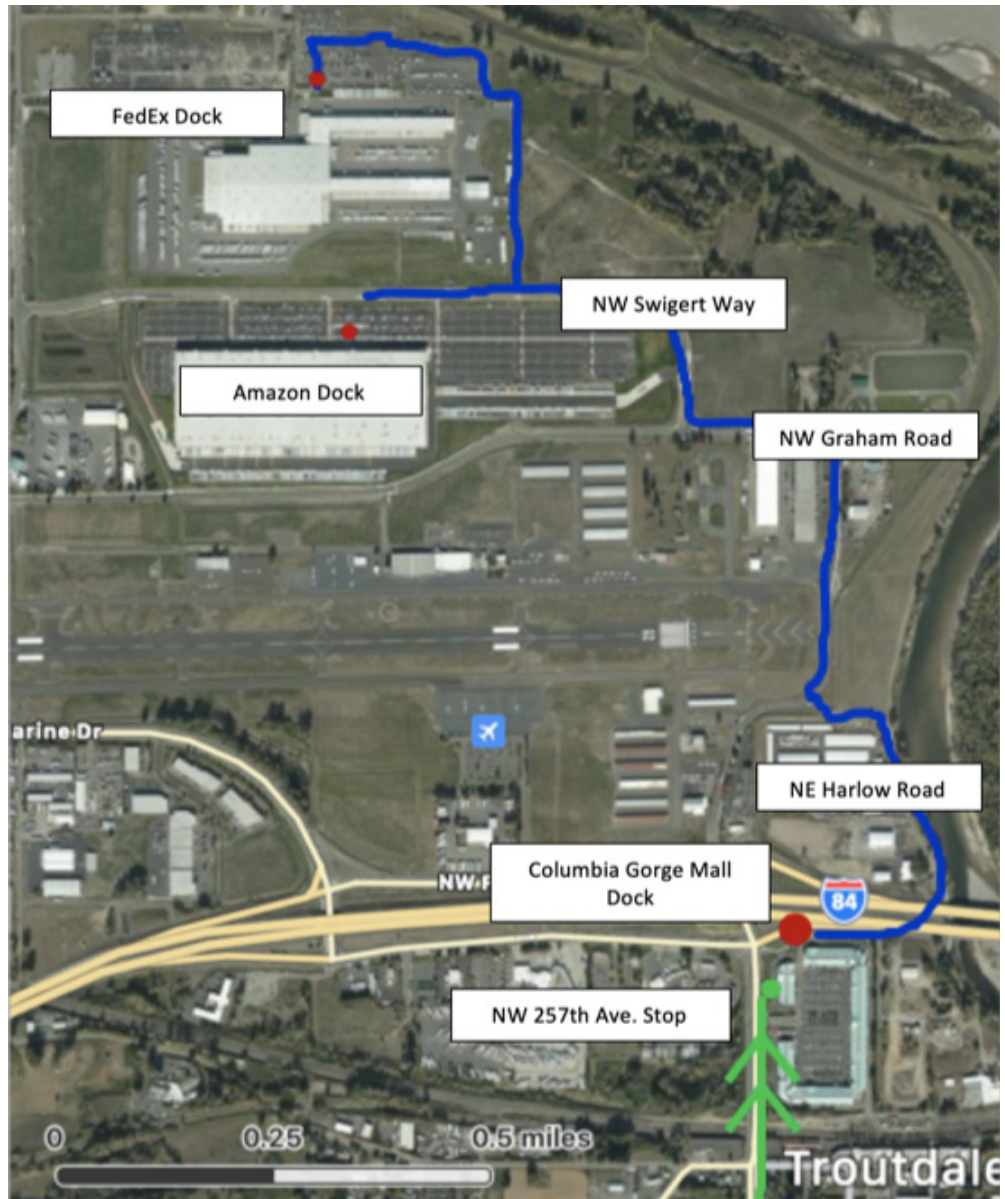 FedEx Dock
NW Swigert Way
Amazon Dock
NW Graham Road
arine Dr
NE Harlow Road
Columbia Gorge Mall
Dock
NW F
84
NW 257th Ave. Stop
0
0.25
0.5 miles
Troutdale